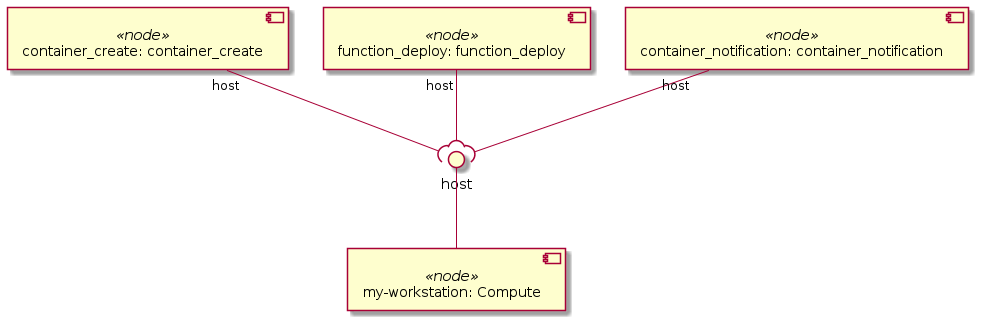 «node»
container_create: container_create
«node»
function_deploy: function_deploy
«node»
container_notification: container_notification
host
host
host
host
«node»
my-workstation: Compute